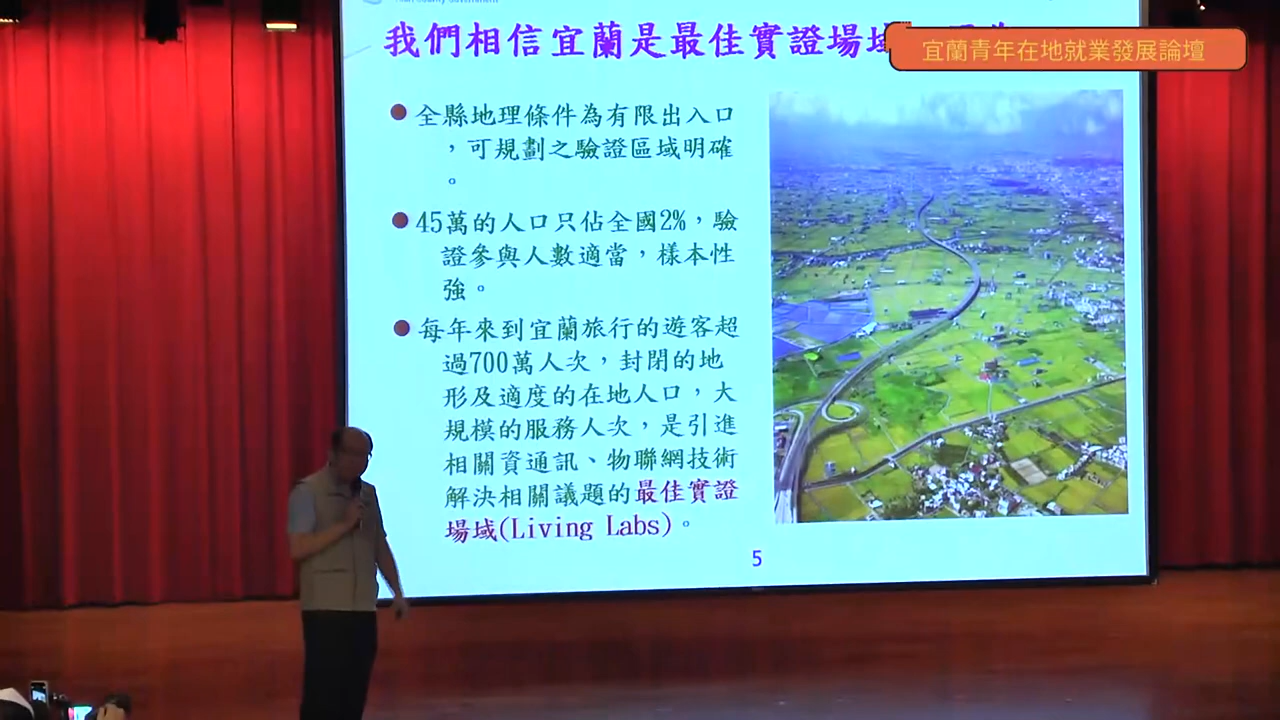 我們相信宜蘭是最佳實證場域
宜蘭青年在地就業發展論壇
全縣地理條件為有限出入口
，可規劃之驗證區域明確
。
45萬的人口只佔全國2%，驗
證參與人數適當，樣本性
強。
每年來到宜蘭旅行的遊客超
過700萬人次，封閉的地
形及適度的在地人口，大
規模的服務人次，是引進
相關資通訊、物聯網技術
解決相關議題的最佳實證
場域(Living Labs)。
5